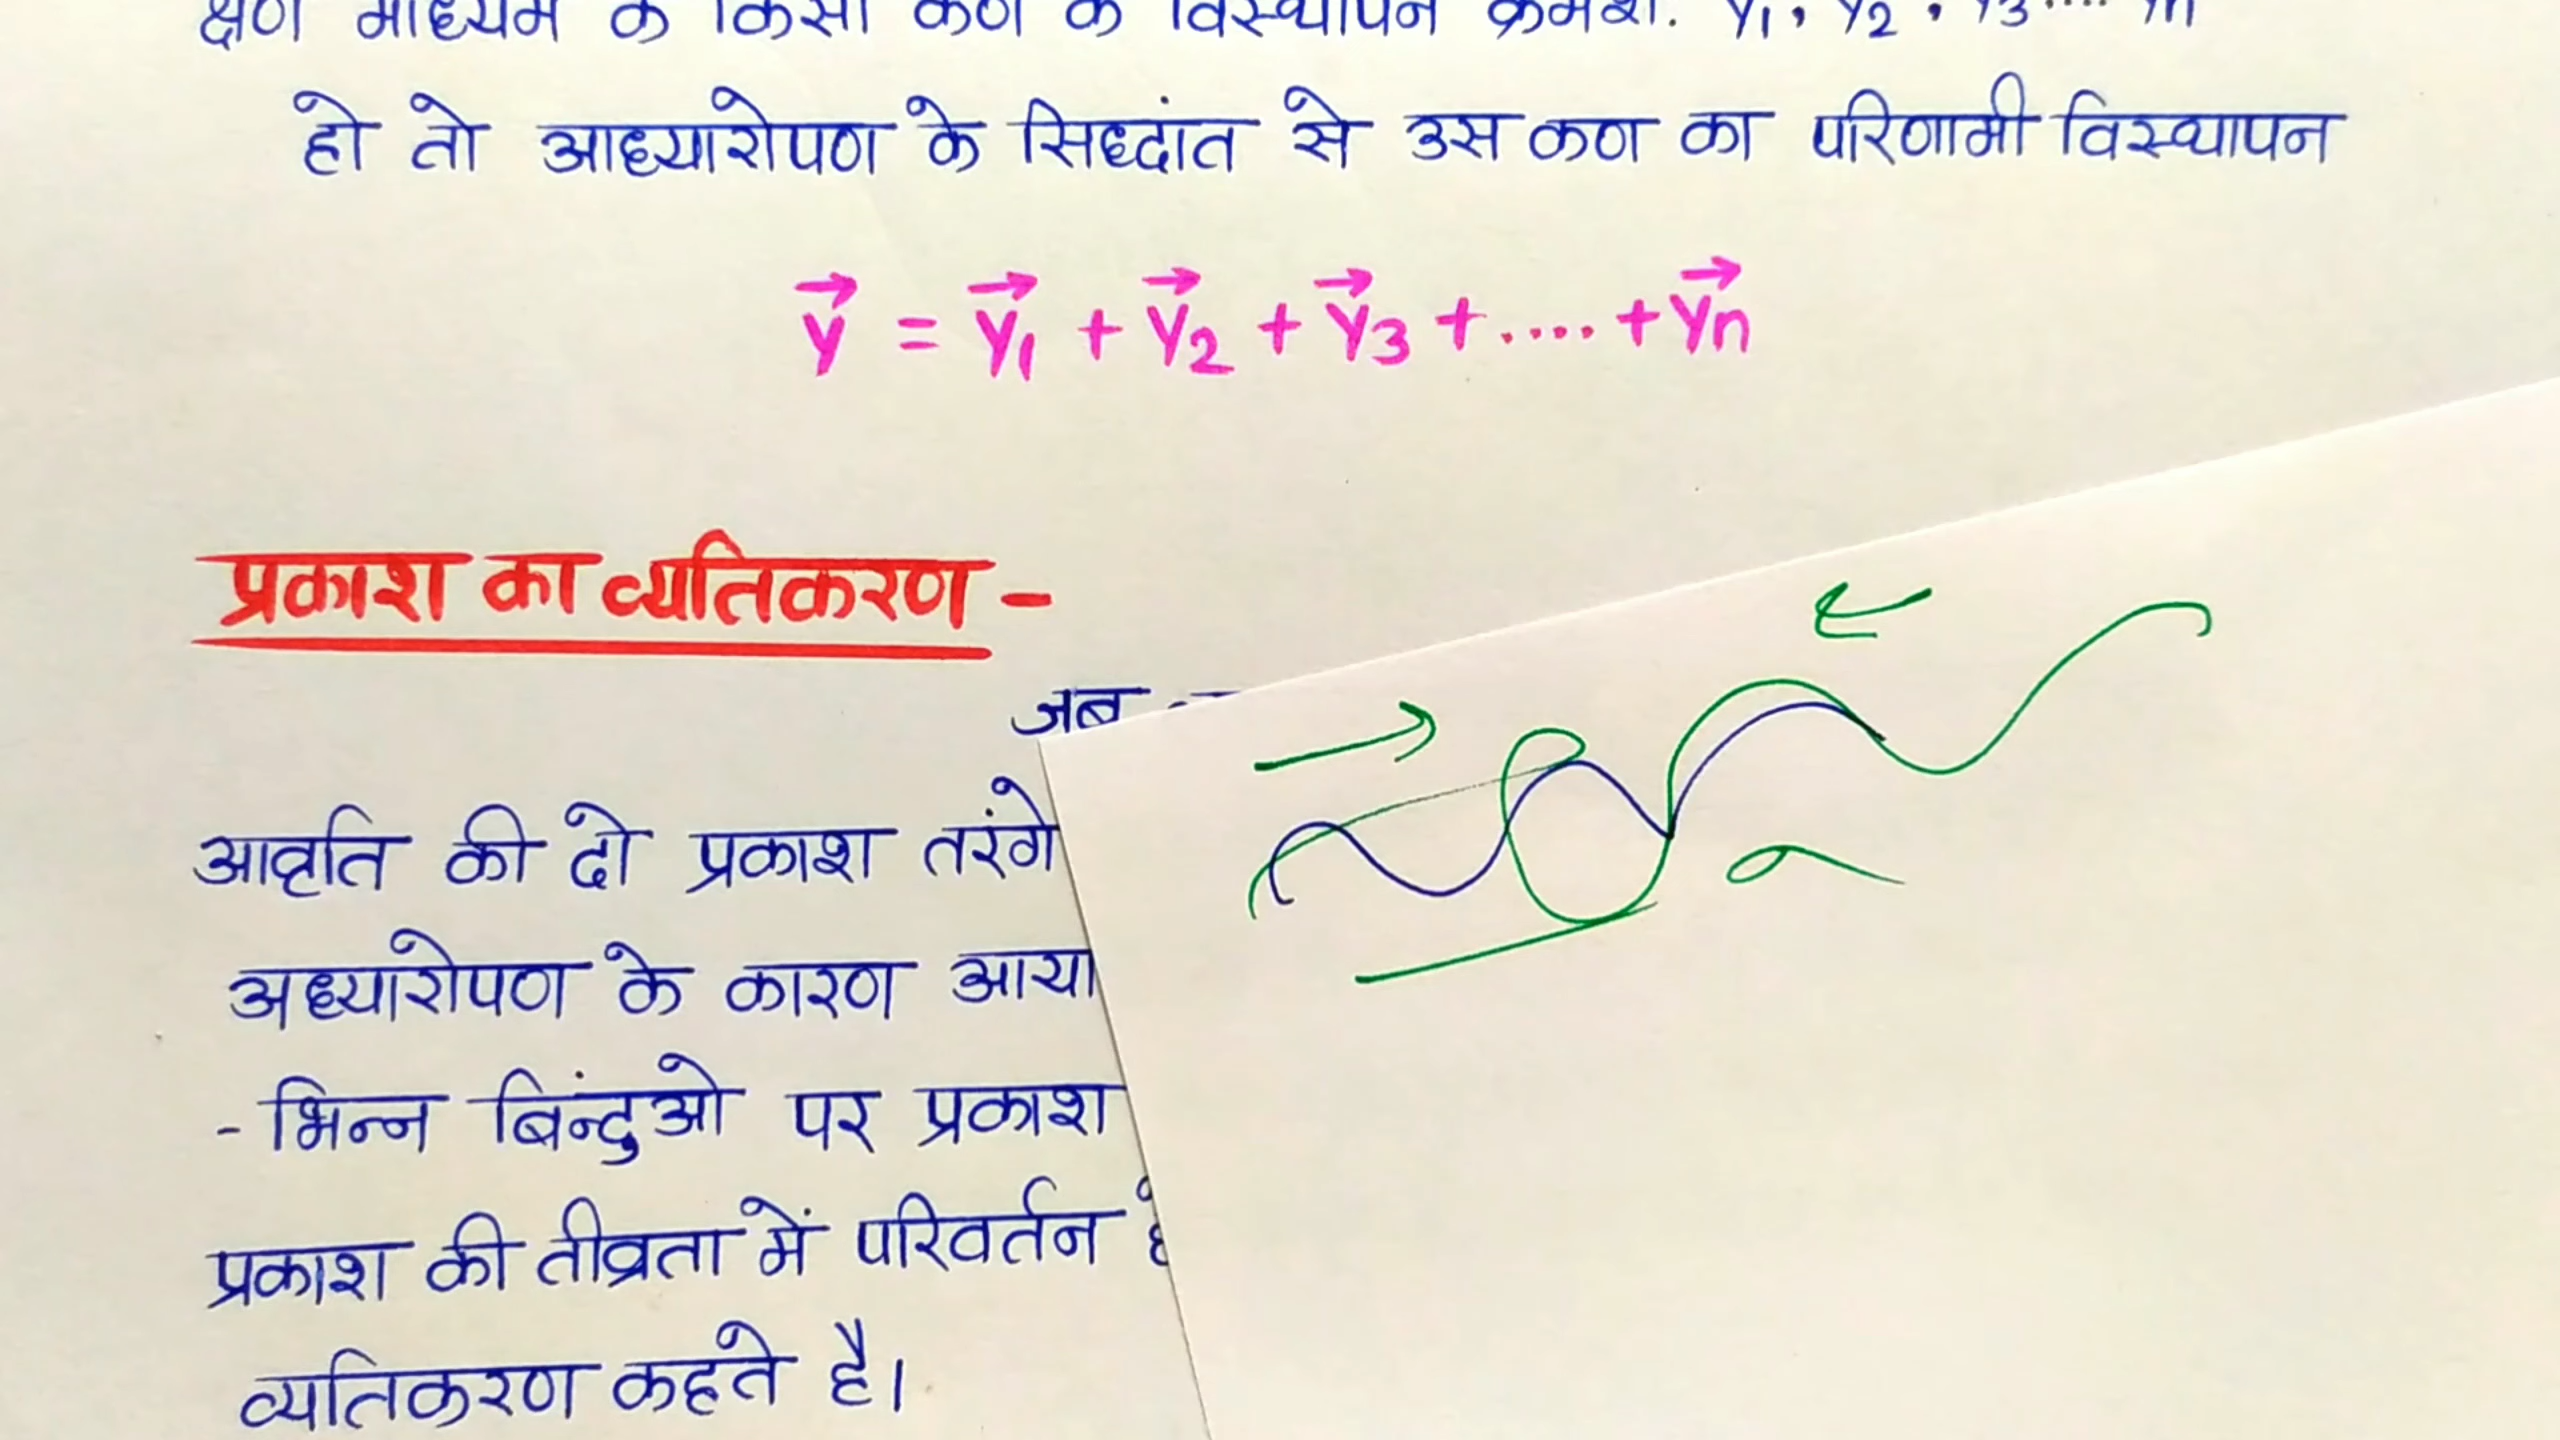 क्षण माध्यम के किसी कण के विस्थापन क्रमशः y1, y2, y3.... yn
हो तो आध्यारोपण के सिध्दांत से उस कण का परिणामी विस्थापन
y⃗ = y⃗1 + y⃗2 + y⃗3 + .... + y⃗n
प्रकाश का व्यतिकरण -
जब
आवृति की दो प्रकाश तरंगे
अध्यारोपण के कारण आया
- भिन्न बिंन्दुओ पर प्रकाश
प्रकाश की तीव्रता में परिवर्तन
व्यतिकरण कहते है।